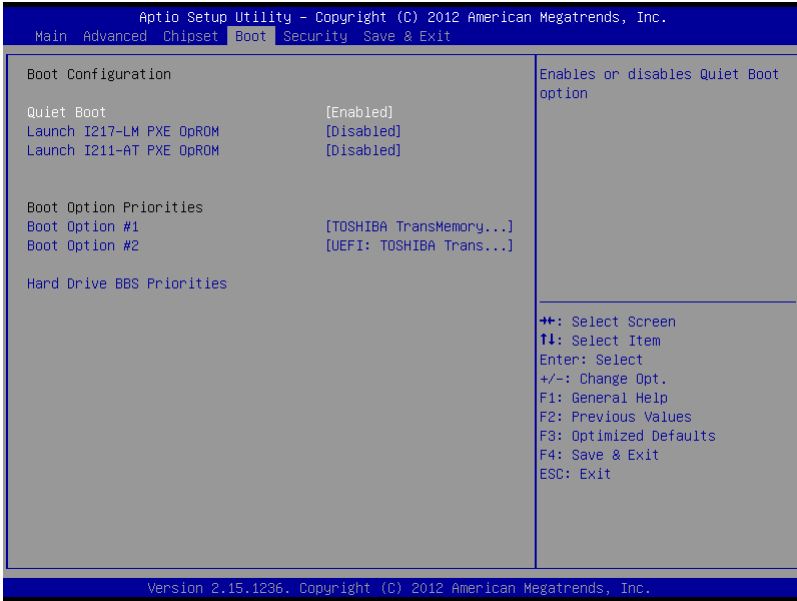 Aptio Setup Utility – Copyright (C) 2012 American Megatrends, Inc.
Main Advanced Chipset Boot Security Save & Exit
Boot Configuration
Quiet Boot [Enabled]
Launch I217-LM PXE OpROM [Disabled]
Launch I211-AT PXE OpROM [Disabled]
Boot Option Priorities
Boot Option #1 [TOSHIBA TransMemory...]
Boot Option #2 [UEFI: TOSHIBA Trans...]
Hard Drive BBS Priorities
Enables or disables Quiet Boot
option
→←: Select Screen
↑↓: Select Item
Enter: Select
+/-: Change Opt.
F1: General Help
F2: Previous Values
F3: Optimized Defaults
F4: Save & Exit
ESC: Exit
Version 2.15.1236. Copyright (C) 2012 American Megatrends, Inc.